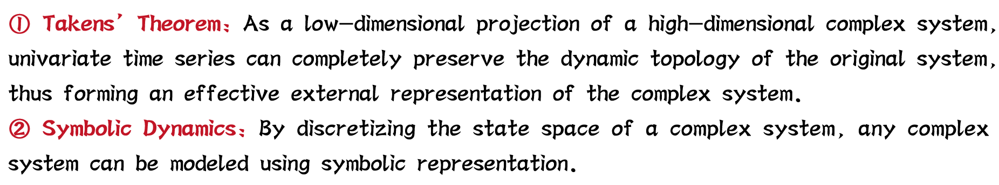 ① Takens’ Theorem: As a low-dimensional projection of a high-dimensional complex system,
univariate time series can completely preserve the dynamic topology of the original system,
thus forming an effective external representation of the complex system.
② Symbolic Dynamics: By discretizing the state space of a complex system, any complex
system can be modeled using symbolic representation.